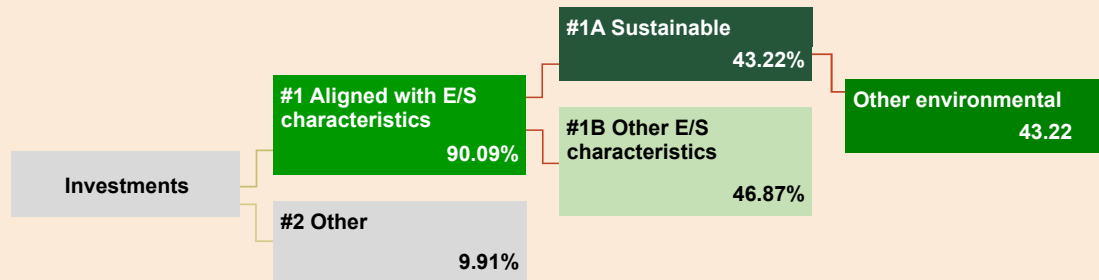 Investments
#1 Aligned with E/S
characteristics
90.09%
#2 Other
9.91%
#1A Sustainable
43.22%
#1B Other E/S
characteristics
46.87%
Other environmental
43.22